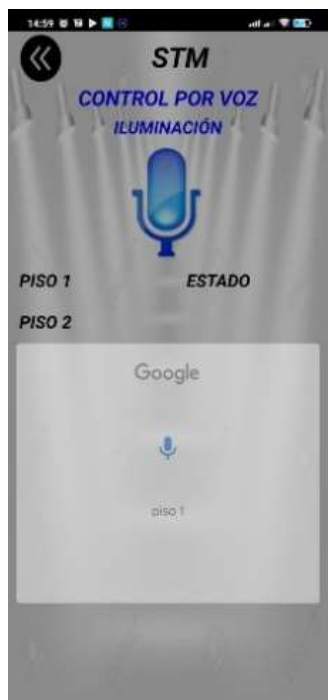 14:59
STM
CONTROL POR VOZ
ILUMINACIÓN
PISO 1 ESTADO
PISO 2
Google
piso 1